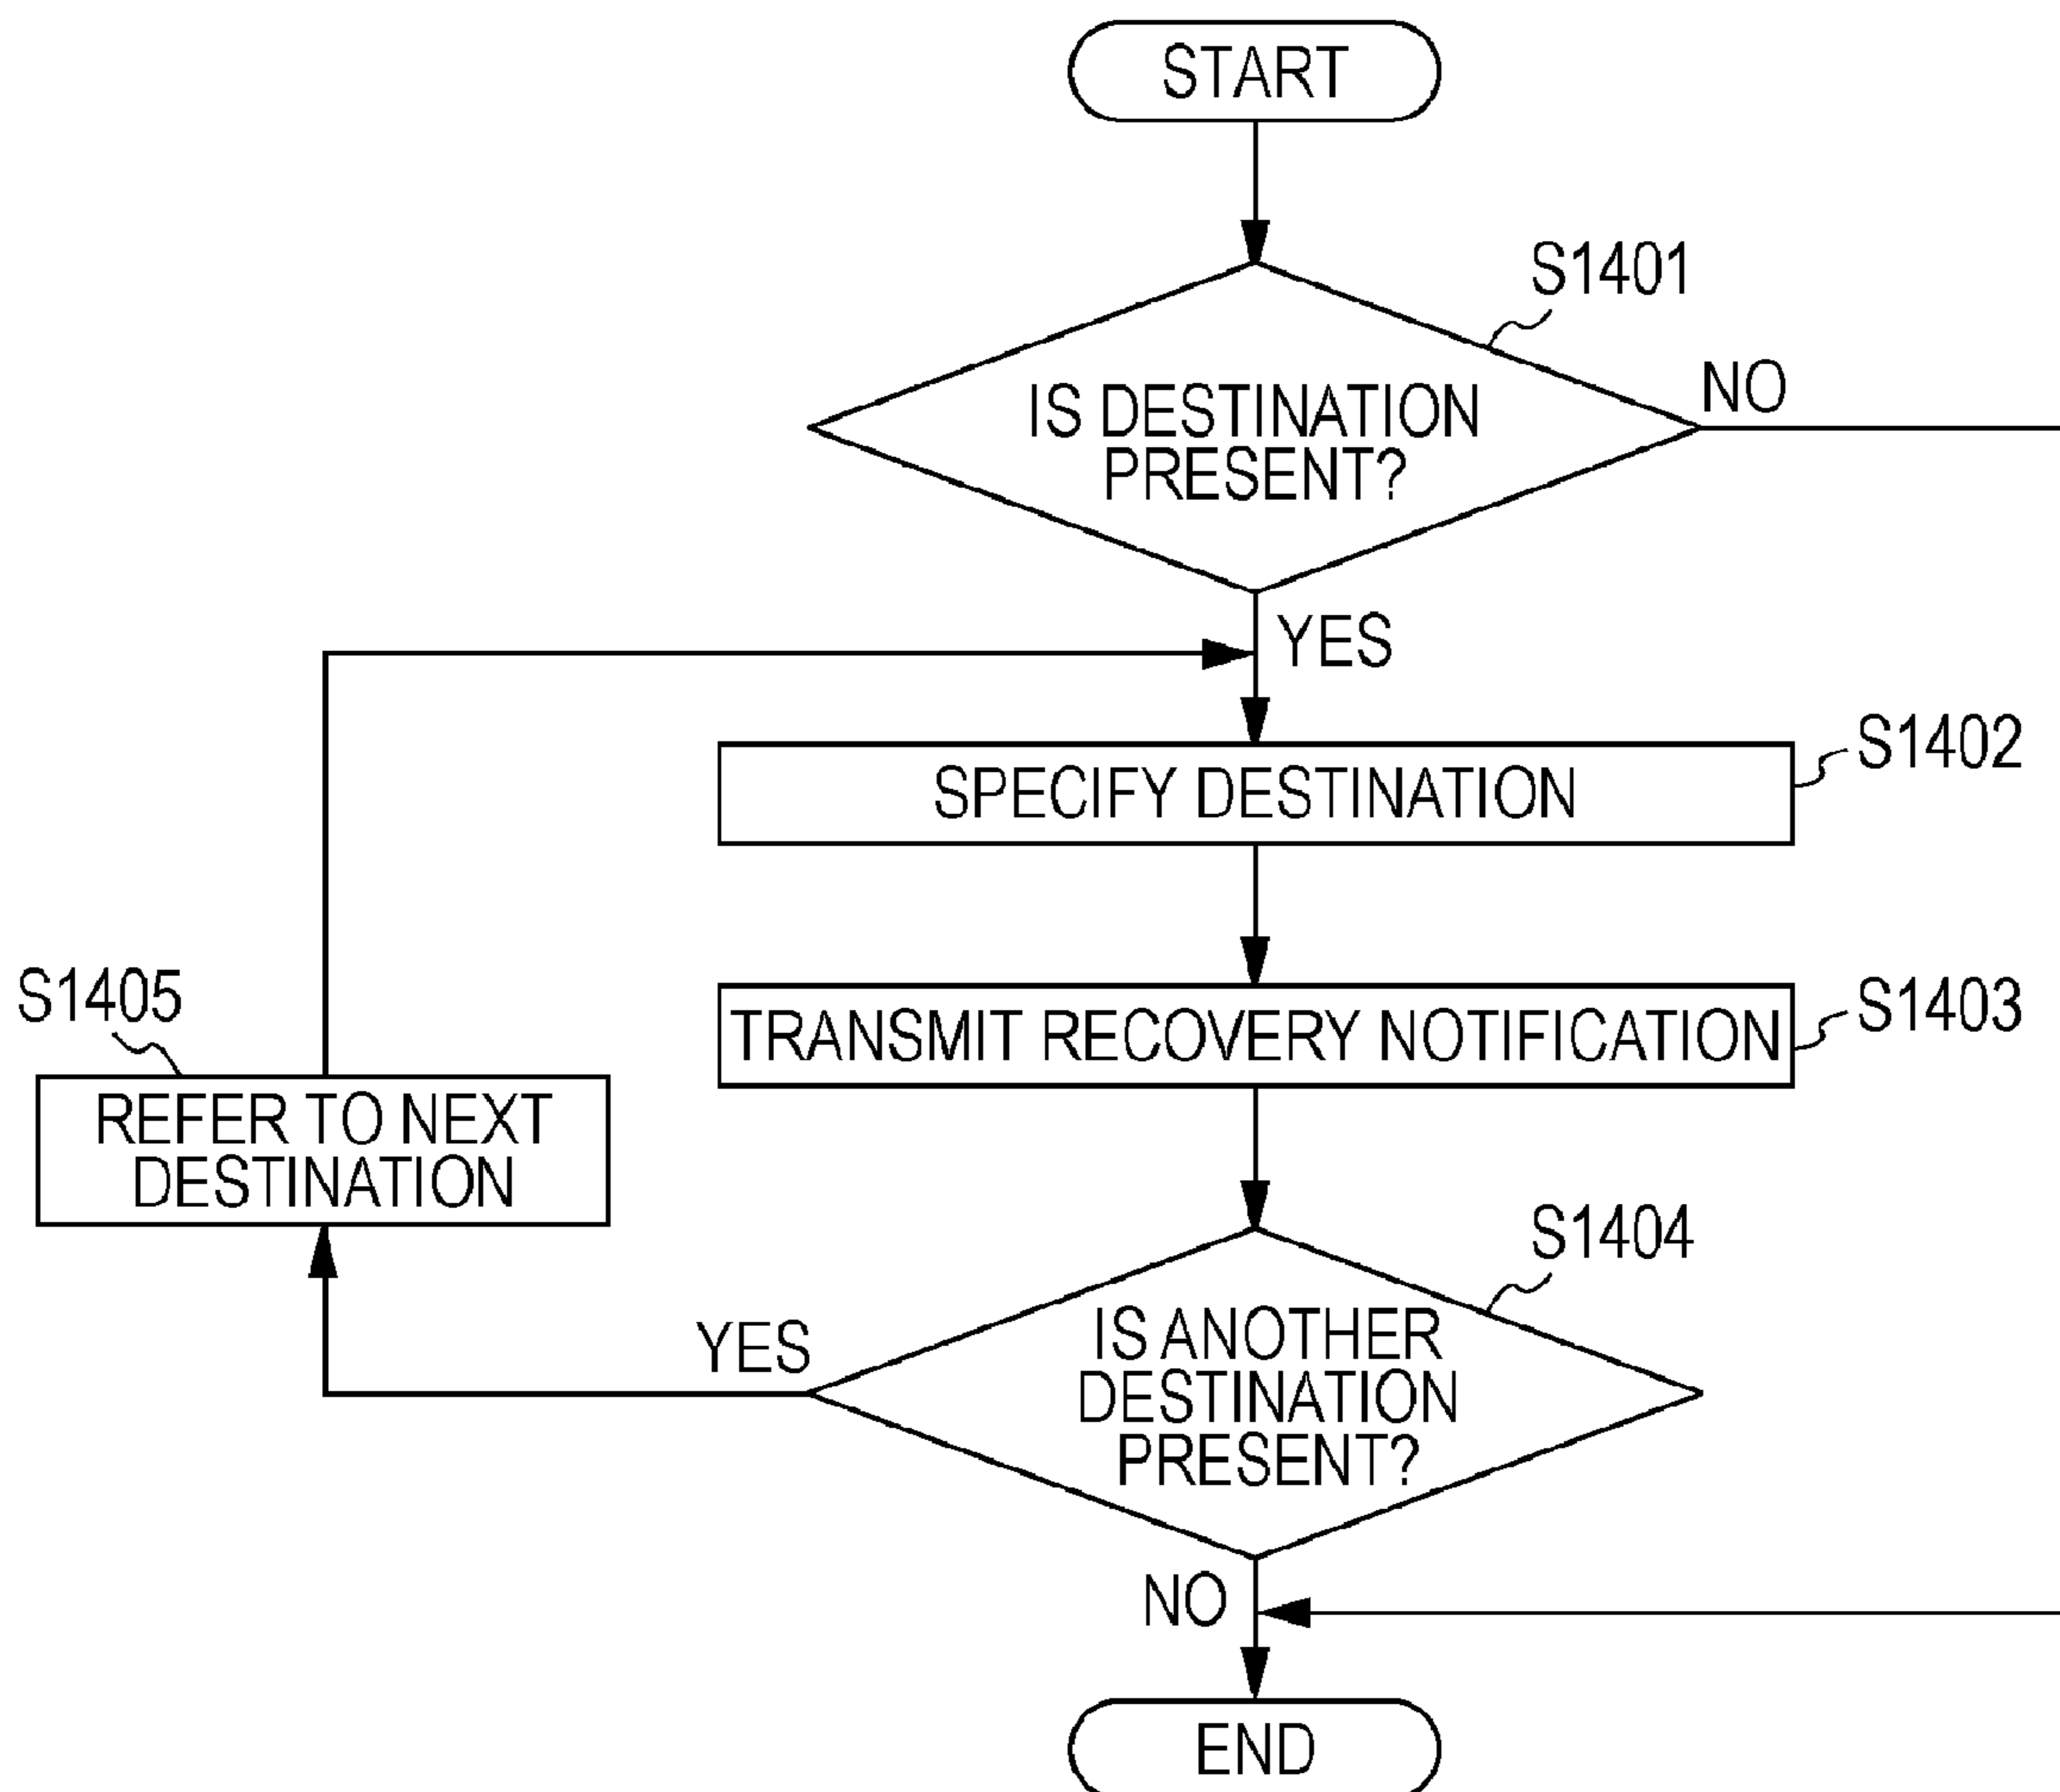 START
S1401
IS DESTINATION
PRESENT?
NO
YES
SPECIFY DESTINATION
S1402
TRANSMIT RECOVERY NOTIFICATION
S1403
S1405
REFER TO NEXT
DESTINATION
S1404
IS ANOTHER
DESTINATION
PRESENT?
YES
NO
END